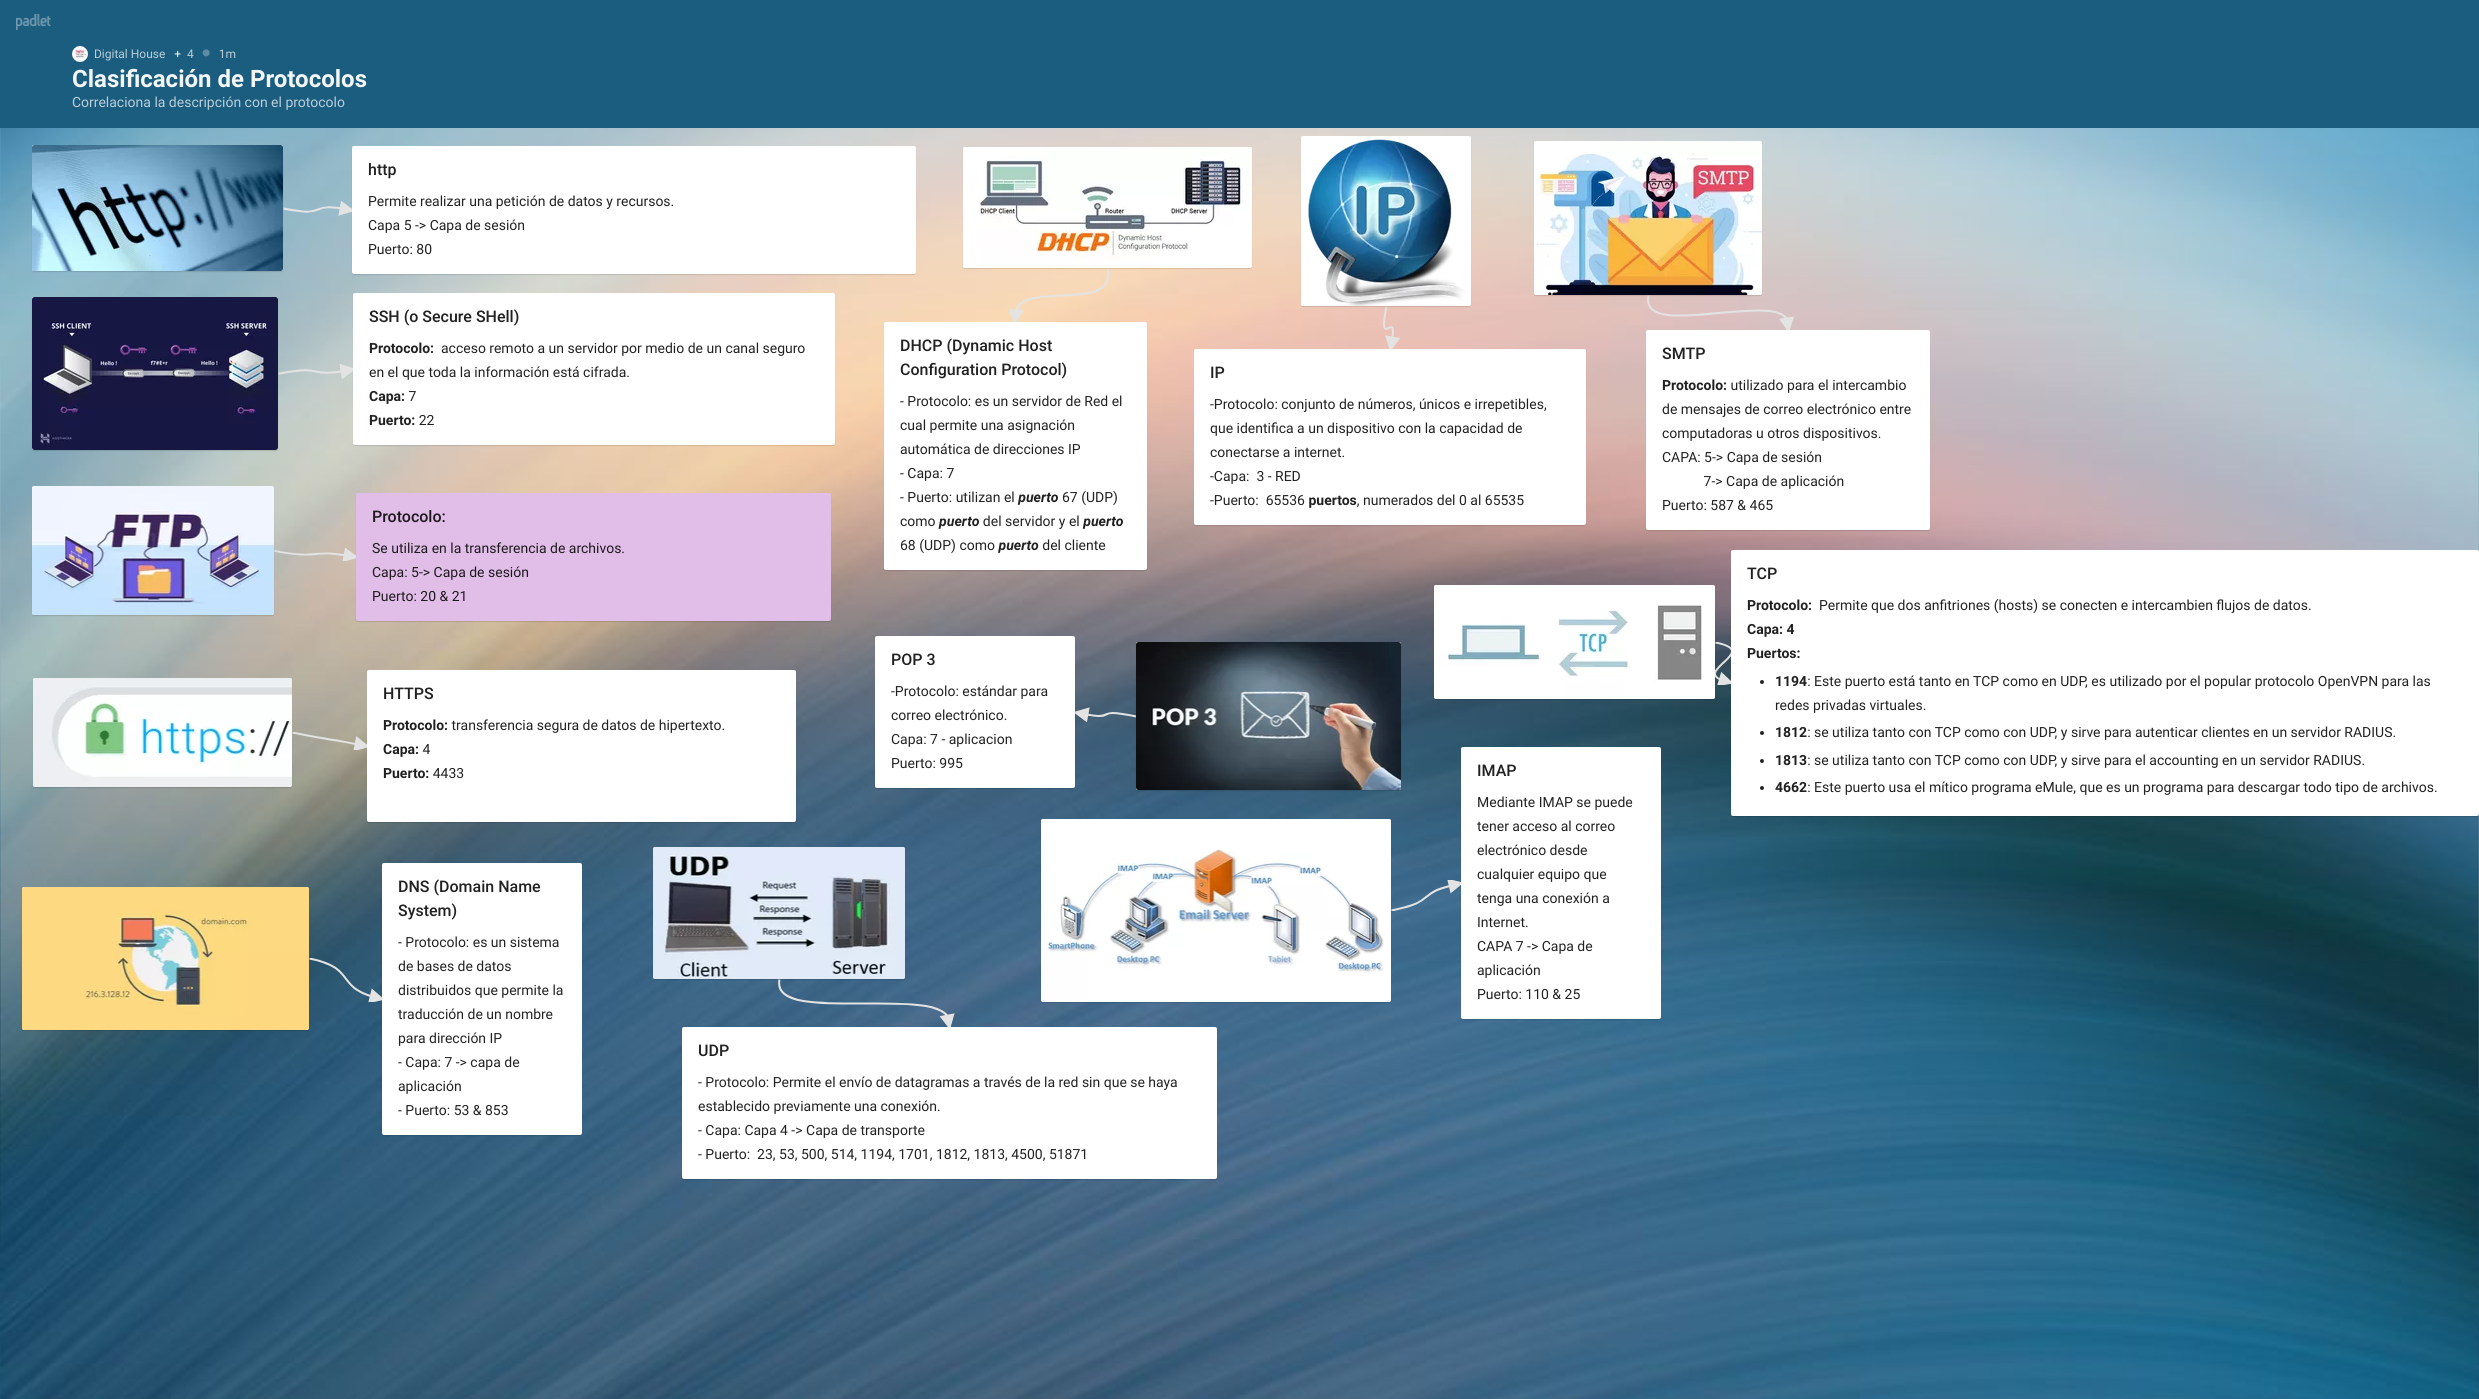 padlet
Digital House + 4 1m
Clasificación de Protocolos
Correlaciona la descripción con el protocolo
http://www
http
Permite realizar una petición de datos y recursos.
Capa 5 -> Capa de sesión
Puerto: 80
DHCP Client
Router
DHCP Server
DHCP
Dynamic Host
Configuration Protocol
IP
SMTP
SSH CLIENT
SSH SERVER
Hello !
Hello !
SSH (o Secure SHell)
Protocolo: acceso remoto a un servidor por medio de un canal seguro
en el que toda la información está cifrada.
Capa: 7
Puerto: 22
DHCP (Dynamic Host
Configuration Protocol)
- Protocolo: es un servidor de Red el
cual permite una asignación
automática de direcciones IP
- Capa: 7
- Puerto: utilizan el puerto 67 (UDP)
como puerto del servidor y el puerto
68 (UDP) como puerto del cliente
IP
-Protocolo: conjunto de números, únicos e irrepetibles,
que identifica a un dispositivo con la capacidad de
conectarse a internet.
-Capa: 3 - RED
-Puerto: 65536 puertos, numerados del 0 al 65535
SMTP
Protocolo: utilizado para el intercambio
de mensajes de correo electrónico entre
computadoras u otros dispositivos.
CAPA: 5-> Capa de sesión
7-> Capa de aplicación
Puerto: 587 & 465
FTP
Protocolo:
Se utiliza en la transferencia de archivos.
Capa: 5-> Capa de sesión
Puerto: 20 & 21
TCP
TCP
Protocolo: Permite que dos anfitriones (hosts) se conecten e intercambien flujos de datos.
Capa: 4
Puertos:
• 1194: Este puerto está tanto en TCP como en UDP, es utilizado por el popular protocolo OpenVPN para las
redes privadas virtuales.
• 1812: se utiliza tanto con TCP como con UDP, y sirve para autenticar clientes en un servidor RADIUS.
• 1813: se utiliza tanto con TCP como con UDP, y sirve para el accounting en un servidor RADIUS.
• 4662: Este puerto usa el mítico programa eMule, que es un programa para descargar todo tipo de archivos.
https://
HTTPS
Protocolo: transferencia segura de datos de hipertexto.
Capa: 4
Puerto: 4433
POP 3
-Protocolo: estándar para
correo electrónico.
Capa: 7 - aplicacion
Puerto: 995
POP 3
IMAP
Mediante IMAP se puede
tener acceso al correo
electrónico desde
cualquier equipo que
tenga una conexión a
Internet.
CAPA 7 -> Capa de
aplicación
Puerto: 110 & 25
domain.com
216.3.128.12
DNS (Domain Name
System)
- Protocolo: es un sistema
de bases de datos
distribuidos que permite la
traducción de un nombre
para dirección IP
- Capa: 7 -> capa de
aplicación
- Puerto: 53 & 853
UDP
Request
Response
Response
Client
Server
IMAP
IMAP
IMAP
IMAP
Email Server
SmartPhone
Desktop PC
Tablet
Desktop PC
UDP
- Protocolo: Permite el envío de datagramas a través de la red sin que se haya
establecido previamente una conexión.
- Capa: Capa 4 -> Capa de transporte
- Puerto: 23, 53, 500, 514, 1194, 1701, 1812, 1813, 4500, 51871